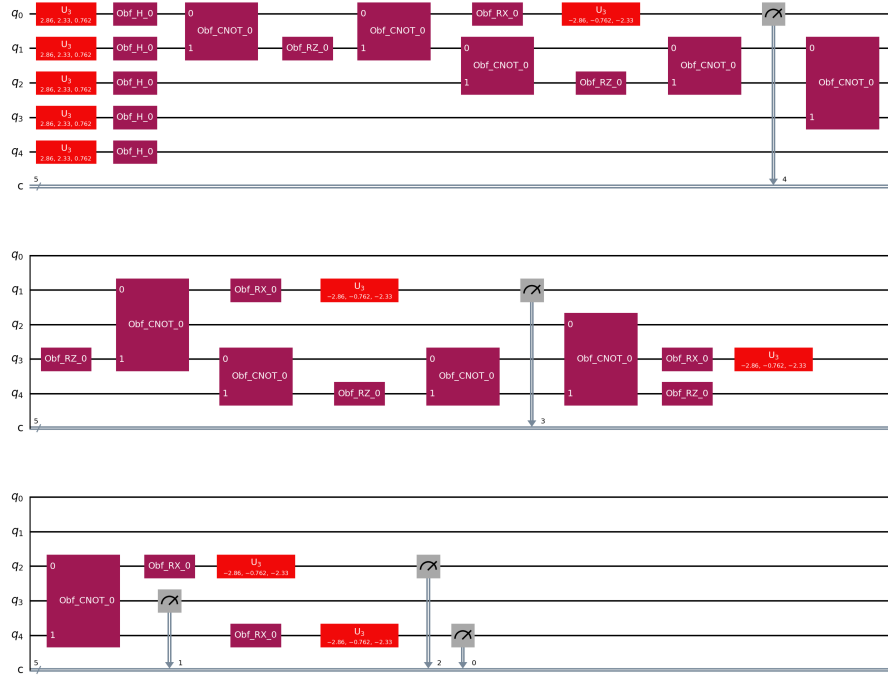 q0 U3 2.86, 2.33, 0.762 Obf_H_0 0 Obf_CNOT_0 0 Obf_CNOT_0 Obf_RX_0 U3 −2.86, −0.762, −2.33
q1 U3 2.86, 2.33, 0.762 Obf_H_0 1 Obf_RZ_0 1 0 Obf_CNOT_0 0 Obf_CNOT_0 0 Obf_CNOT_0
q2 U3 2.86, 2.33, 0.762 Obf_H_0 1 Obf_RZ_0 1
q3 U3 2.86, 2.33, 0.762 Obf_H_0 1
q4 U3 2.86, 2.33, 0.762 Obf_H_0
c 5 4
q0
q1 0 Obf_CNOT_0 Obf_RX_0 U3 −2.86, −0.762, −2.33
q2 0 Obf_CNOT_0
q3 Obf_RZ_0 1 0 Obf_CNOT_0 0 Obf_CNOT_0 Obf_RX_0 U3 −2.86, −0.762, −2.33
q4 1 Obf_RZ_0 1 1 Obf_RZ_0
c 5 3
q0
q1
q2 0 Obf_CNOT_0 Obf_RX_0 U3 −2.86, −0.762, −2.33
q3
q4 1 Obf_RX_0 U3 −2.86, −0.762, −2.33
c 5 1 2 0